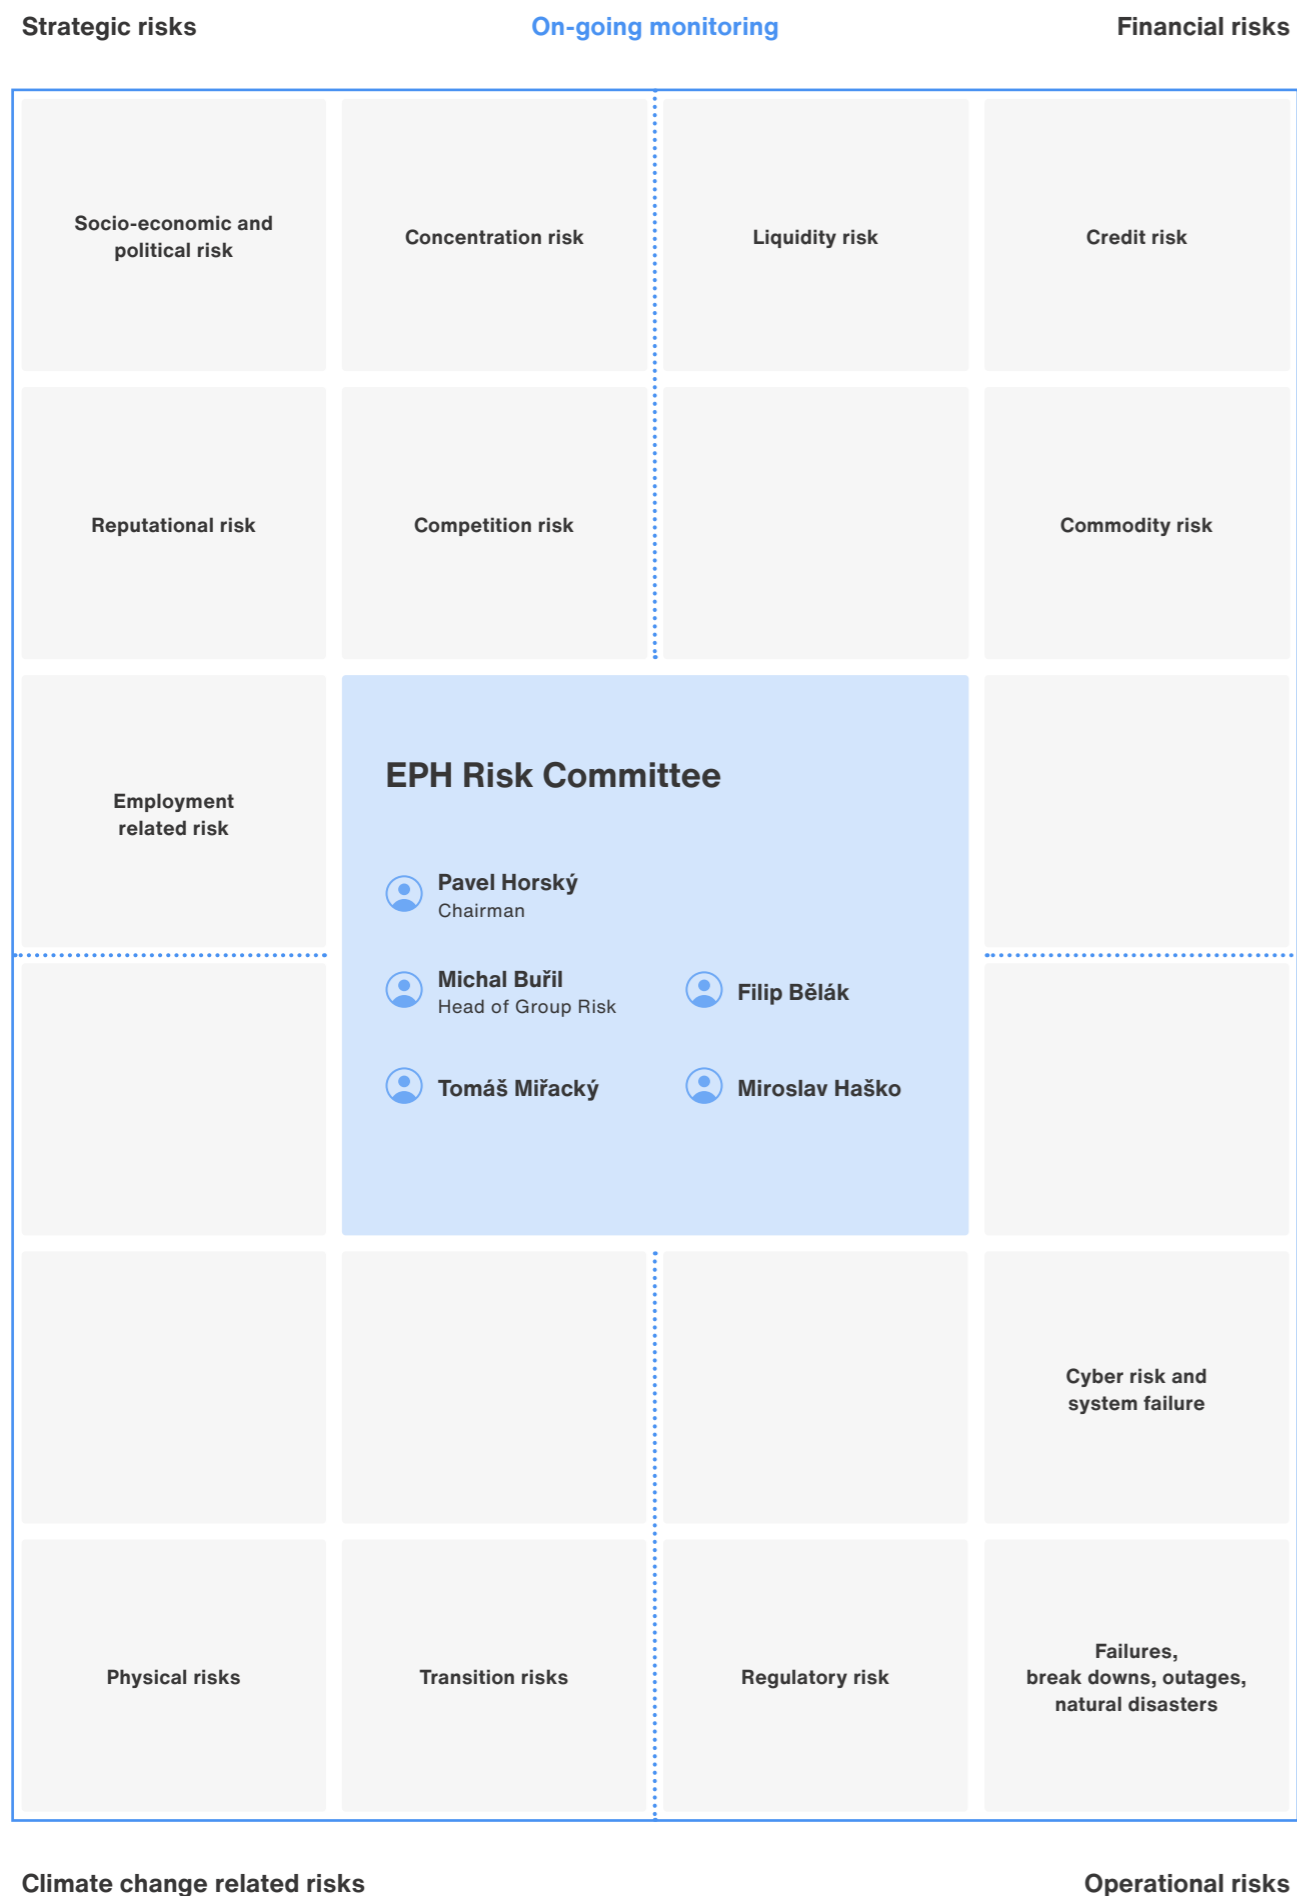 Strategic risks
On-going monitoring
Financial risks
Socio-economic and
political risk
Concentration risk
Liquidity risk
Credit risk
Reputational risk
Competition risk
Commodity risk
Employment
related risk
EPH Risk Committee
Pavel Horský
Chairman
Michal Buřil
Head of Group Risk
Filip Bělák
Tomáš Miřacký
Miroslav Haško
Cyber risk and
system failure
Physical risks
Transition risks
Regulatory risk
Failures,
break downs, outages,
natural disasters
Climate change related risks
Operational risks